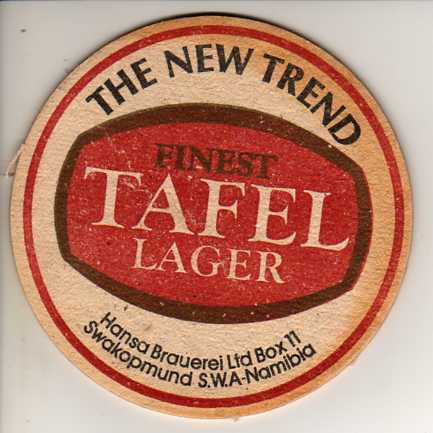 THE NEW TREND
FINEST
TAFEL
LAGER
Hansa Brauerei Ltd Box 11
Swakopmund S.W.A-Namibia